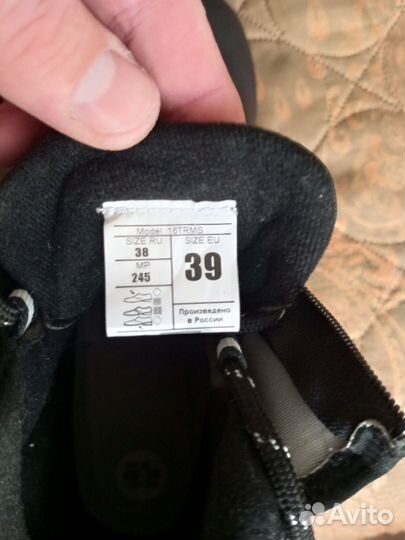 Model 16TRMS
SIZE RU
38
MP
245
SIZE EU
39
Произведено
в России
Avito